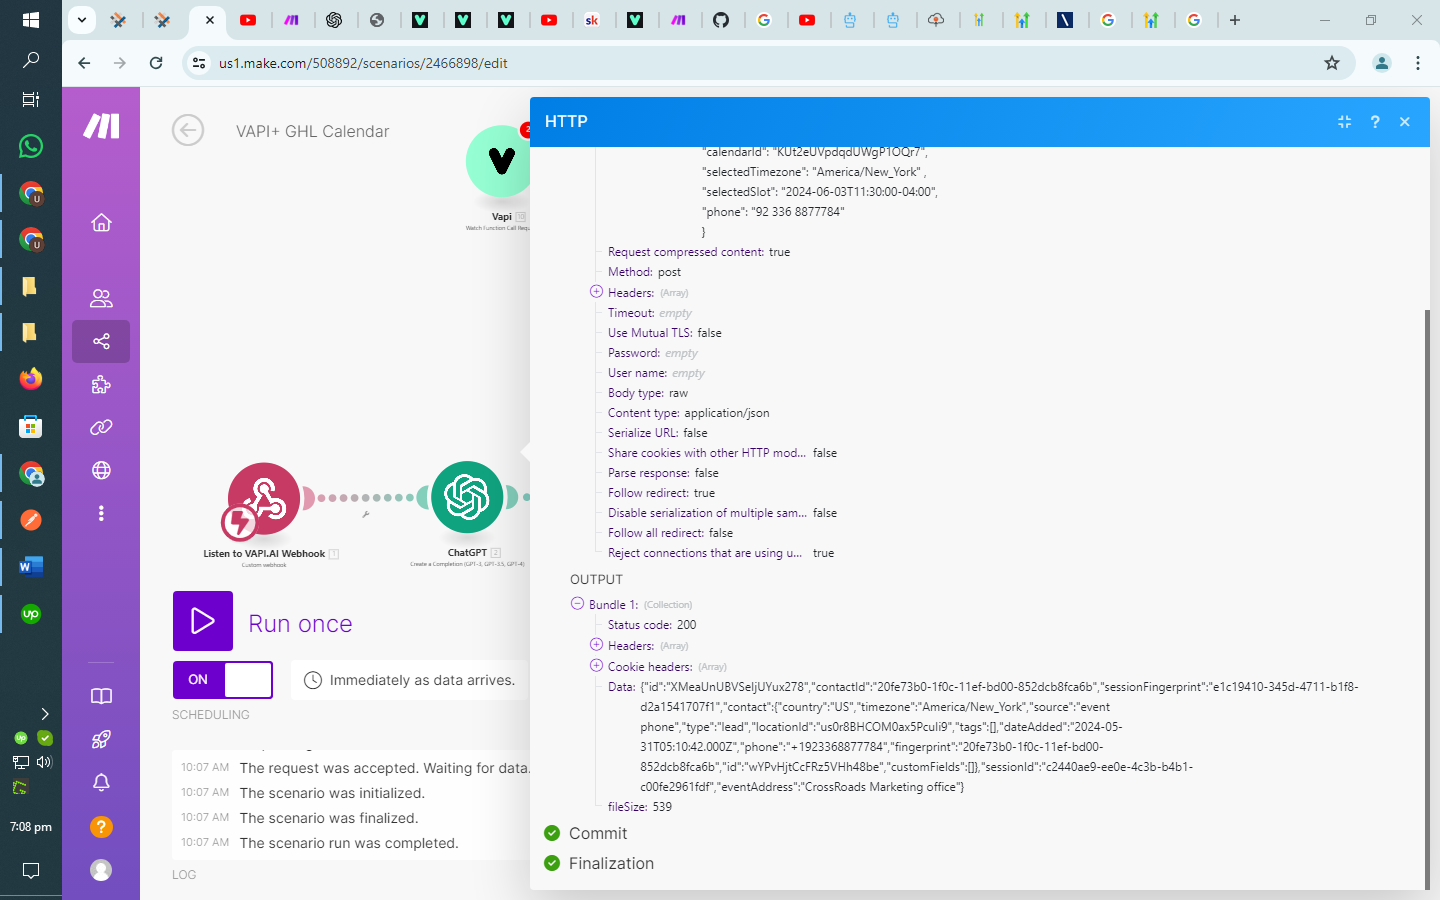 us1.make.com/508892/scenarios/2466898/edit
VAPI+ GHL Calendar
HTTP
"calendarId": "KUt2eUVpdqdUWgP1OQr7",
"selectedTimezone": "America/New_York" ,
"selectedSlot": "2024-06-03T11:30:00-04:00",
"phone": "92 336 8877784"
}
Request compressed content: true
Method: post
Headers: (Array)
Timeout: empty
Use Mutual TLS: false
Password: empty
User name: empty
Body type: raw
Content type: application/json
Serialize URL: false
Share cookies with other HTTP mod... false
Parse response: false
Follow redirect: true
Disable serialization of multiple sam... false
Follow all redirect: false
Reject connections that are using u... true
OUTPUT
Bundle 1: (Collection)
Status code: 200
Headers: (Array)
Cookie headers: (Array)
Data: {"id":"XMeaUnUBVSeIjUYux278","contactId":"20fe73b0-1f0c-11ef-bd00-852dcb8fca6b","sessionFingerprint":"e1c19410-345d-4711-b1f8-
d2a1541707f1","contact":{"country":"US","timezone":"America/New_York","source":"event
phone","type":"lead","locationId":"us0r8BHCOM0ax5PcuIi9","tags":[],"dateAdded":"2024-05-
31T05:10:42.000Z","phone":"+1923368877784","fingerprint":"20fe73b0-1f0c-11ef-bd00-
852dcb8fca6b","id":"wYPvHjtCcFRz5VHh48be","customFields":[]},"sessionId":"c2440ae9-ee0e-4c3b-b4b1-
c00fe2961fdf","eventAddress":"CrossRoads Marketing office"}
fileSize: 539
Commit
Finalization
2
Vapi 10
Watch Function Call Requ
Listen to VAPI.AI Webhook 1
Custom webhook
ChatGPT 2
Create a Completion (GPT-3, GPT-3.5, GPT-4)
Run once
ON
Immediately as data arrives.
SCHEDULING
10:07 AM The request was accepted. Waiting for data.
10:07 AM The scenario was initialized.
10:07 AM The scenario was finalized.
10:07 AM The scenario run was completed.
LOG
7:08 pm